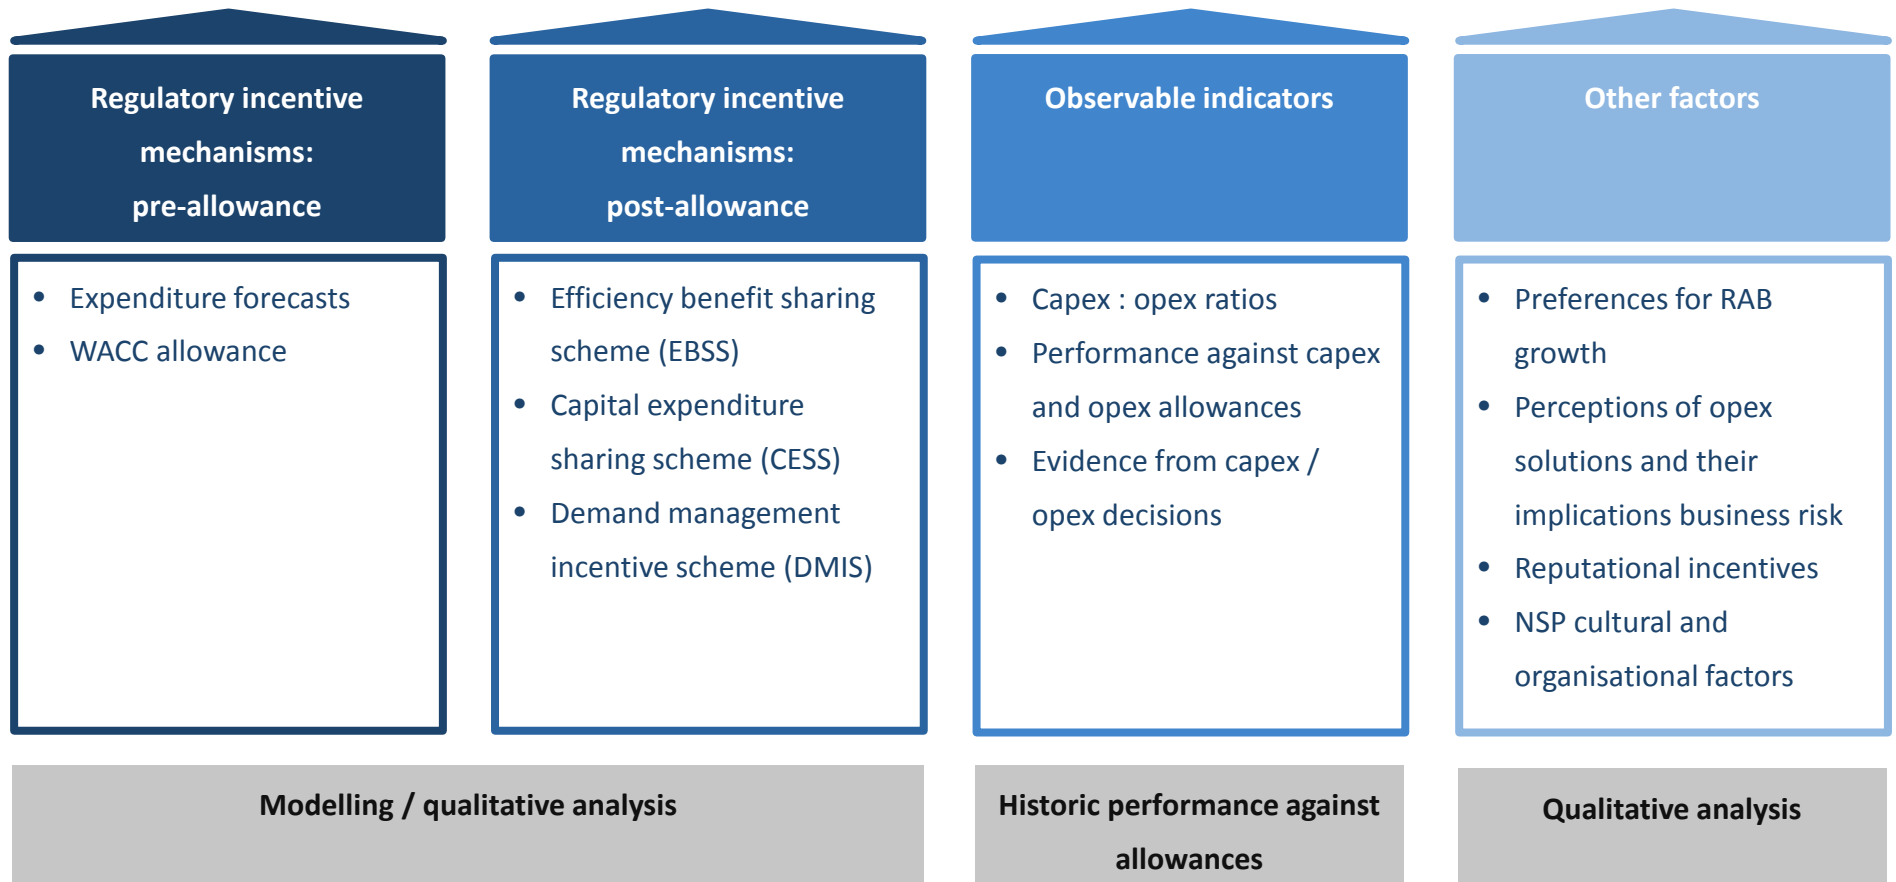 Regulatory incentive
mechanisms:
pre-allowance
• Expenditure forecasts
• WACC allowance
Regulatory incentive
mechanisms:
post-allowance
• Efficiency benefit sharing
scheme (EBSS)
• Capital expenditure
sharing scheme (CESS)
• Demand management
incentive scheme (DMIS)
Modelling / qualitative analysis
Observable indicators
• Capex : opex ratios
• Performance against capex
and opex allowances
• Evidence from capex /
opex decisions
Historic performance against
allowances
Other factors
• Preferences for RAB
growth
• Perceptions of opex
solutions and their
implications business risk
• Reputational incentives
• NSP cultural and
organisational factors
Qualitative analysis